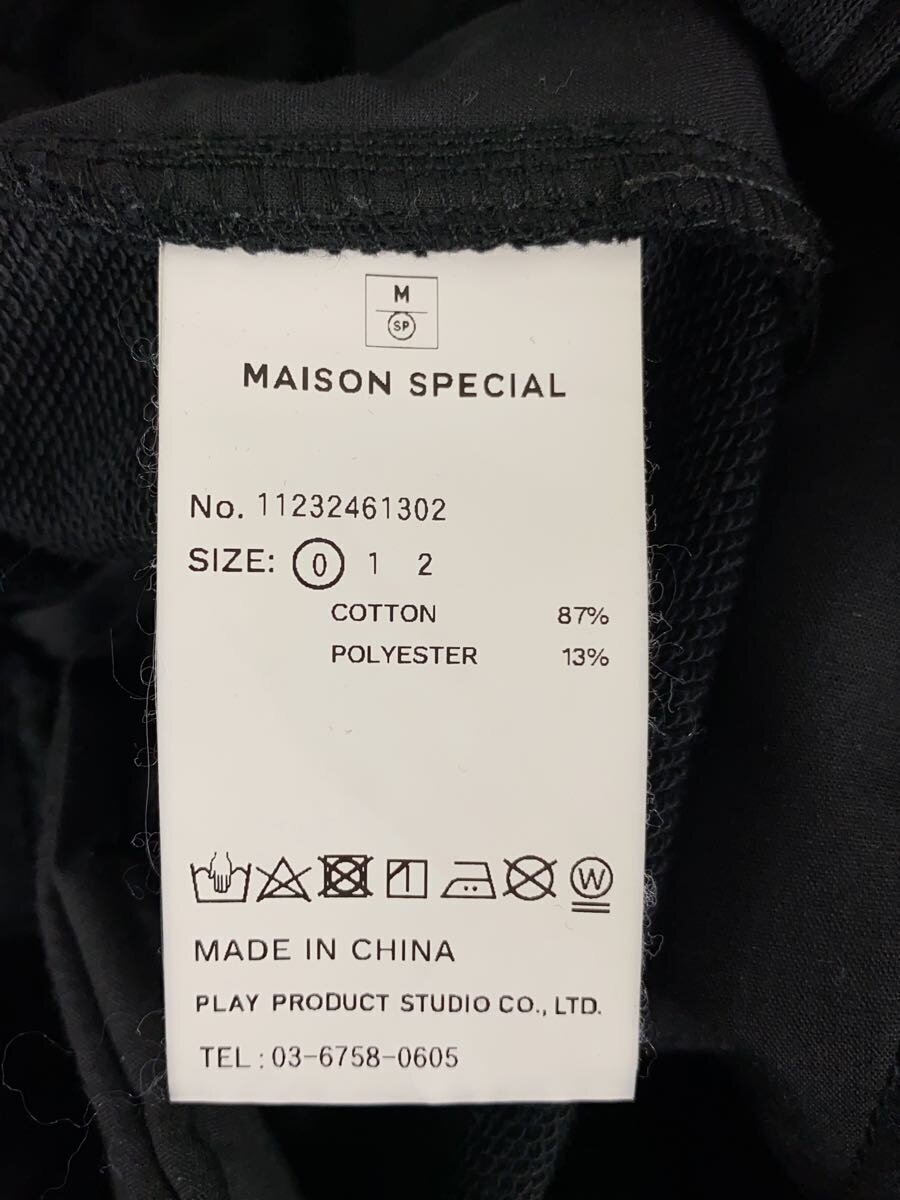 M
SP
MAISON SPECIAL
No. 11232461302
SIZE: 0 1 2
COTTON 87%
POLYESTER 13%
W
MADE IN CHINA
PLAY PRODUCT STUDIO CO., LTD.
TEL : 03-6758-0605